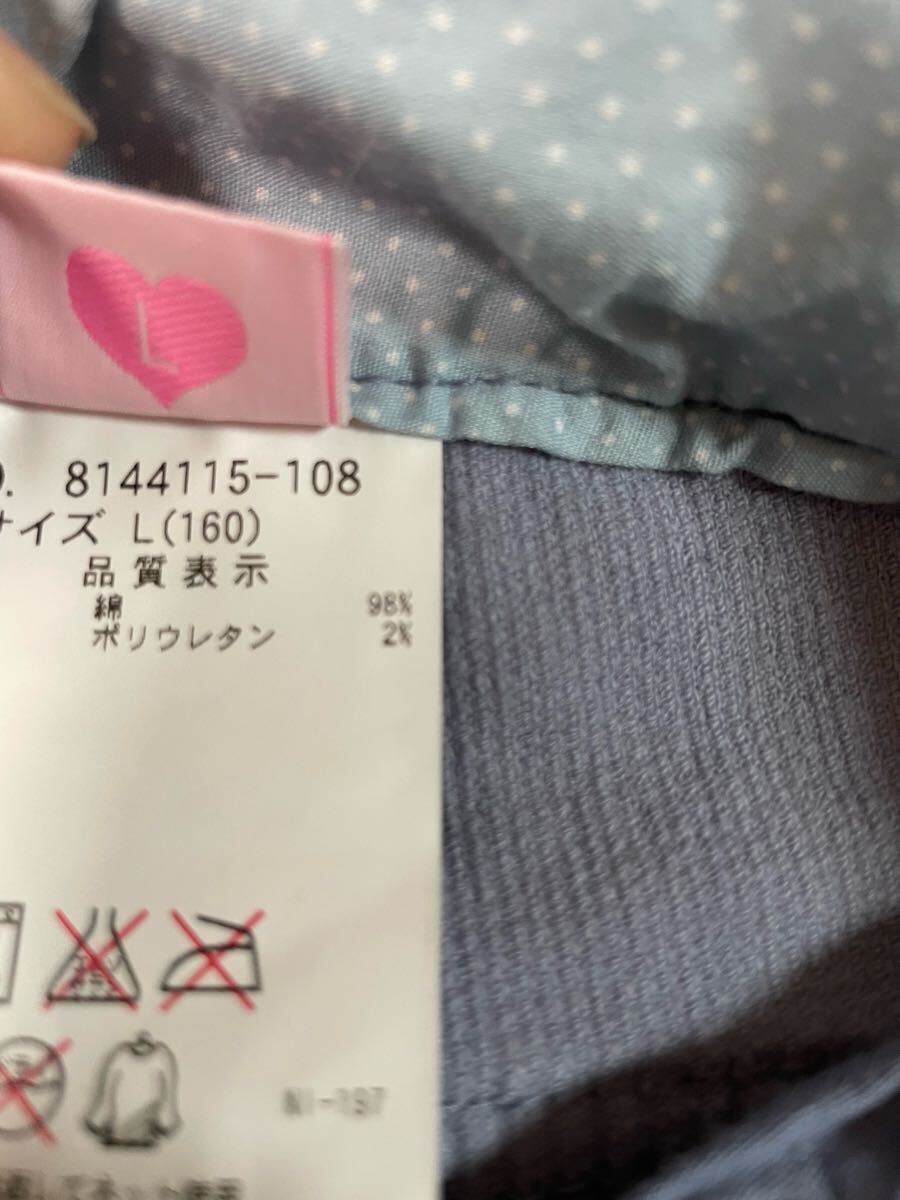 L
8144115-108
サイズ L(160)
品質表示
綿 98%
ポリウレタン 2%
NI-197